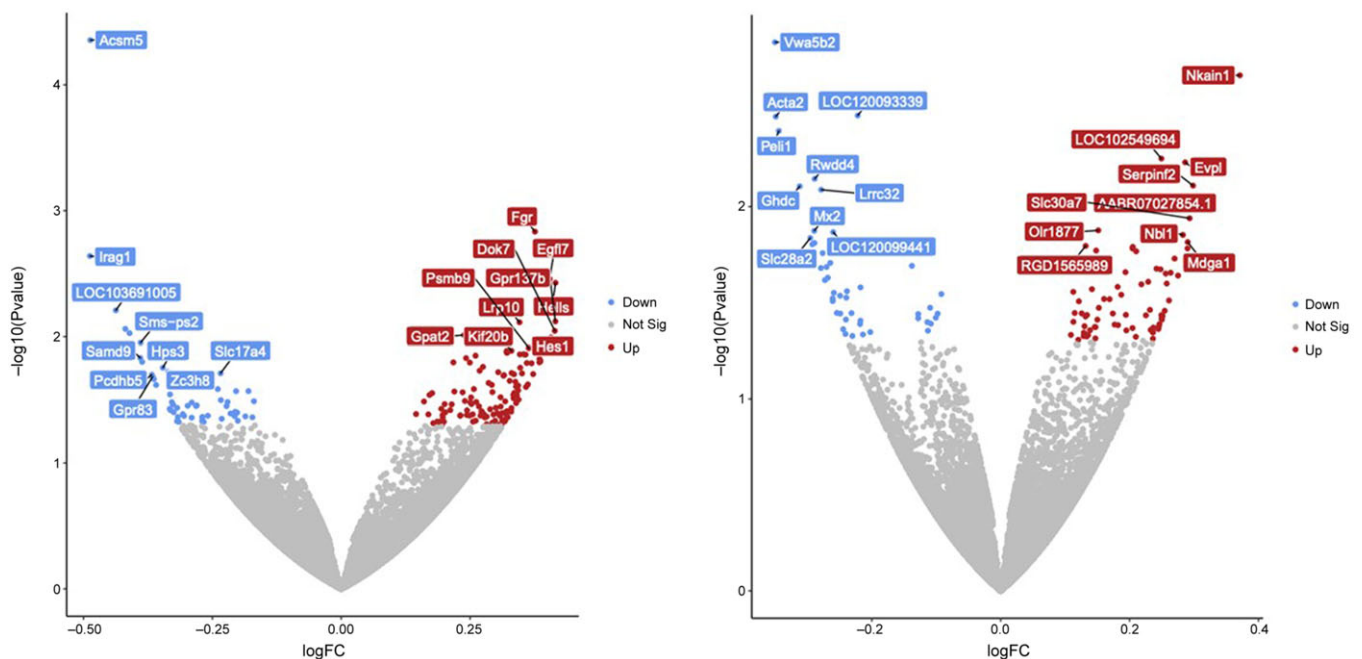 Acsm5
4
3
Fgr
Dok7
Egfl7
Irag1
Psmb9
Gpr137b
LOC103691005
Lrp10
Hells
Sms-ps2
2
Gpat2
Kif20b
Hes1
Samd9
Hps3
Slc17a4
Pcdhb5
Zc3h8
Gpr83
1
0
−log10(Pvalue)
−0.50
−0.25
0.00
0.25
logFC
Down
Not Sig
Up
Vwa5b2
Nkain1
Acta2
LOC120093339
Peli1
LOC102549694
Rwdd4
Evpl
Serpinf2
Ghdc
Lrrc32
Slc30a7
AABR07027854.1
2
Mx2
Olr1877
Nbl1
LOC120099441
Slc28a2
RGD1565989
Mdga1
1
0
−log10(Pvalue)
−0.2
0.0
0.2
0.4
logFC
Down
Not Sig
Up